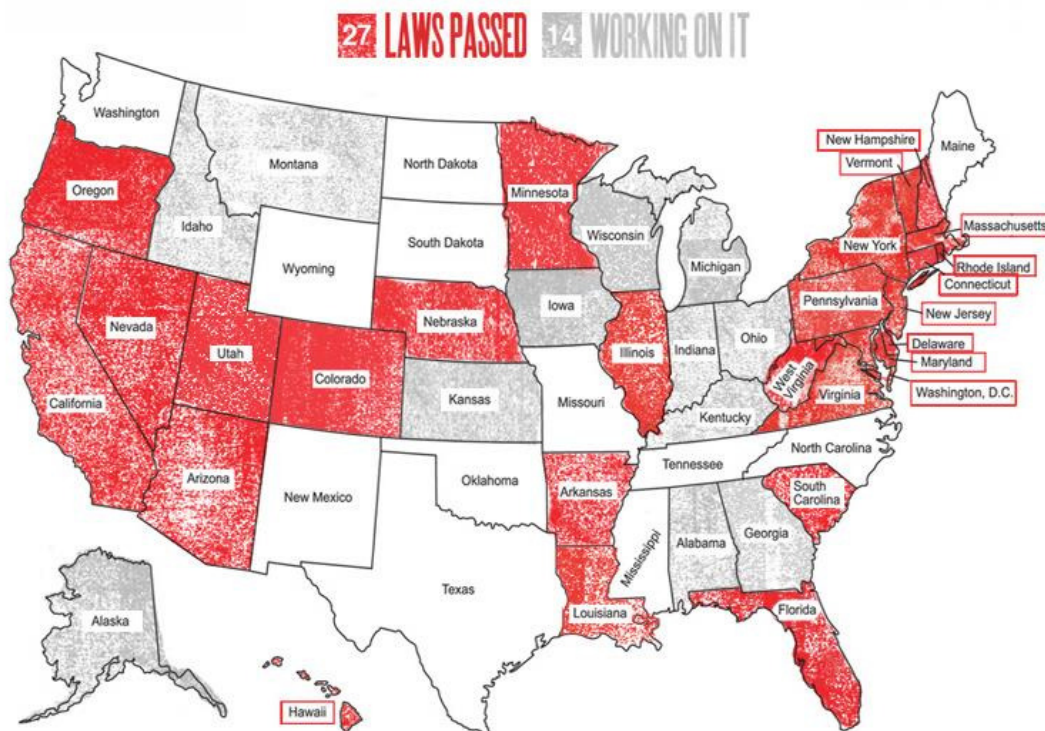 27 LAWS PASSED 14 WORKING ON IT
Washington
Montana
North Dakota
Minnesota
New Hampshire
Vermont
Maine
Oregon
Idaho
South Dakota
Wisconsin
Michigan
New York
Massachusetts
Rhode Island
Connecticut
Wyoming
Iowa
Pennsylvania
New Jersey
Nevada
Utah
Colorado
Nebraska
Illinois
Indiana
Ohio
Delaware
Maryland
Washington, D.C.
California
Kansas
Missouri
Kentucky
West
Virginia
Virginia
Arizona
New Mexico
Oklahoma
Arkansas
Tennessee
North Carolina
South
Carolina
Texas
Louisiana
Mississippi
Alabama
Georgia
Florida
Alaska
Hawaii